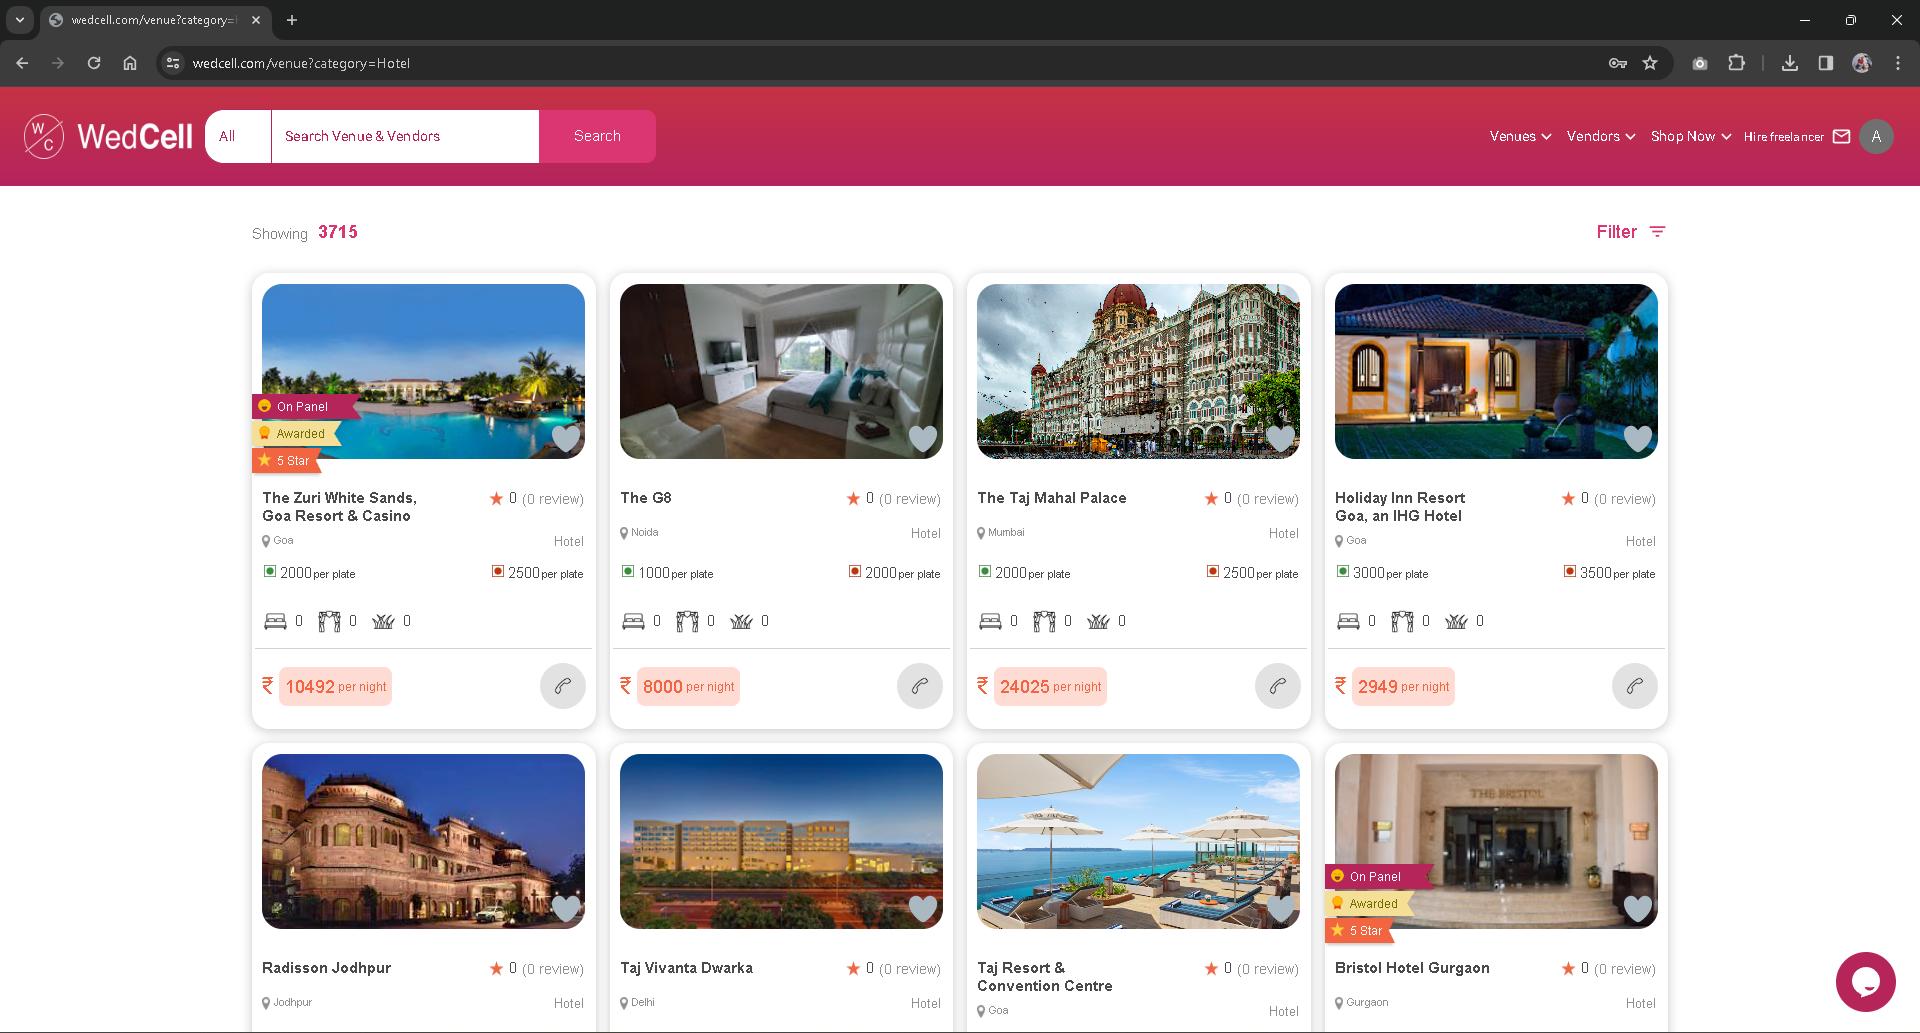 wedcell.com/venue?category=
wedcell.com/venue?category=Hotel
W
C
WedCell
All
Search Venue & Vendors
Search
Venues
Vendors
Shop Now
Hire freelancer
A
Showing 3715
Filter
On Panel
Awarded
5 Star
The Zuri White Sands,
Goa Resort & Casino
0 (0 review)
Goa
Hotel
2000 per plate
2500 per plate
0 0 0
₹ 10492 per night
The G8
0 (0 review)
Noida
Hotel
1000 per plate
2000 per plate
0 0 0
₹ 8000 per night
The Taj Mahal Palace
0 (0 review)
Mumbai
Hotel
2000 per plate
2500 per plate
0 0 0
₹ 24025 per night
Holiday Inn Resort
Goa, an IHG Hotel
0 (0 review)
Goa
Hotel
3000 per plate
3500 per plate
0 0 0
₹ 2949 per night
Radisson Jodhpur
0 (0 review)
Jodhpur
Hotel
Taj Vivanta Dwarka
0 (0 review)
Delhi
Hotel
Taj Resort &
Convention Centre
0 (0 review)
Goa
Hotel
THE BRISTOL
On Panel
Awarded
5 Star
Bristol Hotel Gurgaon
0 (0 review)
Gurgaon
Hotel